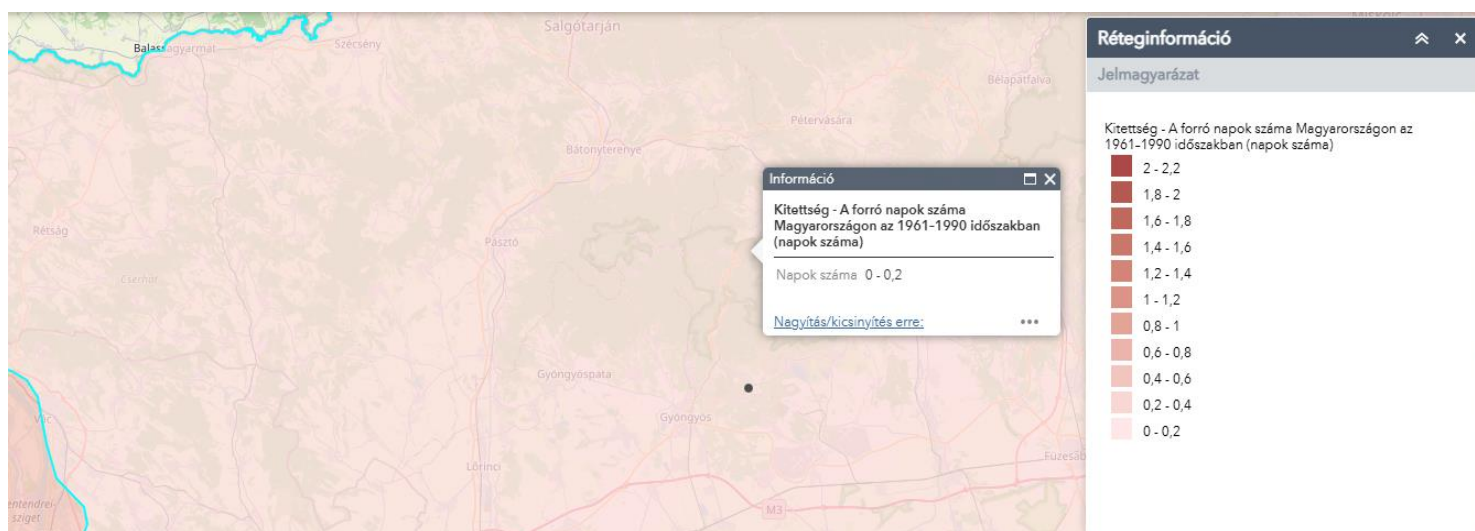 Salgótarján
Balassagyarmat
Szécsény
Bélapátfalva
Pétervására
Bátonyterenye
Rétság
Pásztó
Cserhát
Gyöngyöspata
Gyöngyös
Vác
Lőrinci
M3
sziget
Információ
Kitettség - A forró napok száma
Magyarországon az 1961–1990 időszakban
(napok száma)
Napok száma 0 - 0,2
Nagyítás/kicsinyítés erre:
Réteginformáció
Jelmagyarázat
Kitettség - A forró napok száma Magyarországon az
1961–1990 időszakban (napok száma)
2 - 2,2
1,8 - 2
1,6 - 1,8
1,4 - 1,6
1,2 - 1,4
1 - 1,2
0,8 - 1
0,6 - 0,8
0,4 - 0,6
0,2 - 0,4
0 - 0,2